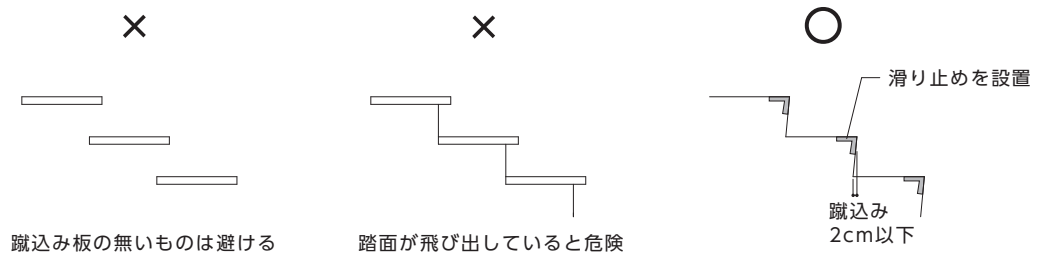 ×
×
○
滑り止めを設置
蹴込み
2cm以下
蹴込み板の無いものは避ける
踏面が飛び出していると危険